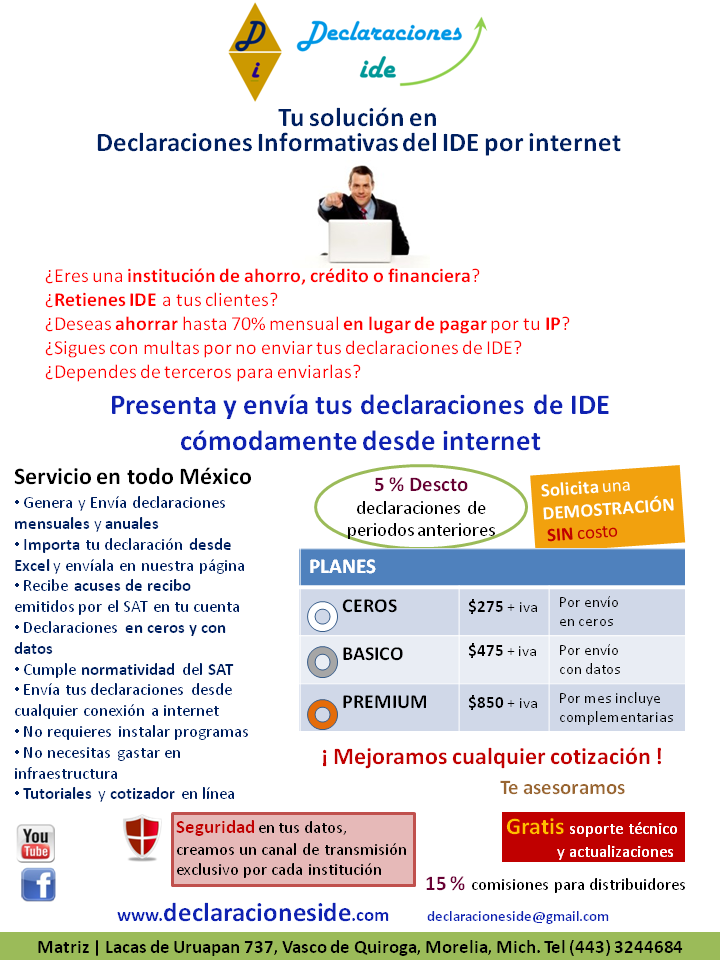 D
i
Declaraciones
ide
Tu solución en
Declaraciones Informativas del IDE por internet
¿Eres una institución de ahorro, crédito o financiera?
¿Retienes IDE a tus clientes?
¿Deseas ahorrar hasta 70% mensual en lugar de pagar por tu IP?
¿Sigues con multas por no enviar tus declaraciones de IDE?
¿Dependes de terceros para enviarlas?
Presenta y envía tus declaraciones de IDE
cómodamente desde internet
Servicio en todo México
• Genera y Envía declaraciones
mensuales y anuales
• Importa tu declaración desde
Excel y envíala en nuestra página
• Recibe acuses de recibo
emitidos por el SAT en tu cuenta
• Declaraciones en ceros y con
datos
• Cumple normatividad del SAT
• Envía tus declaraciones desde
cualquier conexión a internet
• No requieres instalar programas
• No necesitas gastar en
infraestructura
• Tutoriales y cotizador en línea
5 % Descto
declaraciones de
periodos anteriores
Solicita una
DEMOSTRACIÓN
SIN costo
PLANES
CEROS $275 + iva Por envío
en ceros
BASICO $475 + iva Por envío
con datos
PREMIUM $850 + iva Por mes incluye
complementarias
¡ Mejoramos cualquier cotización !
Te asesoramos
You
Tube
Seguridad en tus datos,
creamos un canal de transmisión
exclusivo por cada institución
Gratis soporte técnico
y actualizaciones
f
15 % comisiones para distribuidores
www.declaracioneside.com declaracioneside@gmail.com
Matriz | Lacas de Uruapan 737, Vasco de Quiroga, Morelia, Mich. Tel (443) 3244684